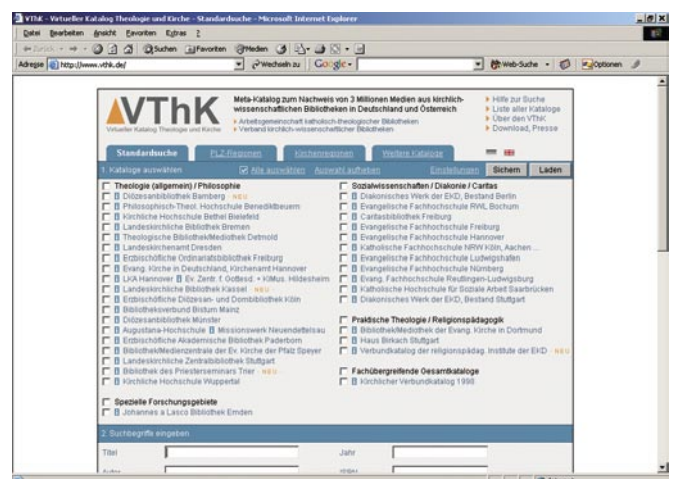 VThK - Virtueller Katalog Theologie und Kirche - Standardsuche - Microsoft Internet Explorer
Datei Bearbeiten Ansicht Favoriten Extras ?
Zurück Suchen Favoriten Medien
Adresse http://www.vthk.de/ Wechseln zu Google Web-Suche Optionen
VThK
Virtueller Katalog Theologie und Kirche
Meta-Katalog zum Nachweis von 3 Millionen Medien aus kirchlich-
wissenschaftlichen Bibliotheken in Deutschland und Österreich
Arbeitsgemeinschaft katholisch-theologischer Bibliotheken
Verband kirchlich-wissenschaftlicher Bibliotheken
Hilfe zur Suche
Liste aller Kataloge
Über den VThK
Download, Presse
Standardsuche PLZ-Regionen Kirchenregionen Weitere Kataloge
1. Kataloge auswählen Alle auswählen Auswahl aufheben Einstellungen Sichern Laden
Theologie (allgemein) / Philosophie
Diözesanbibliothek Bamberg - NEU
Philosophisch-Theol. Hochschule Benediktbeuern
Kirchliche Hochschule Bethel Bielefeld
Landeskirchliche Bibliothek Bremen
Theologische Bibliothek/Mediothek Detmold
Landeskirchenamt Dresden
Erzbischöfliche Ordinariatsbibliothek Freiburg
Evang. Kirche in Deutschland, Kirchenamt Hannover
LKA Hannover Ev. Zentr. f. Gottesd. + KiMus. Hildesheim
Landeskirchliche Bibliothek Kassel - NEU
Erzbischöfliche Diözesan- und Dombibliothek Köln
Bibliotheksverbund Bistum Mainz
Diözesanbibliothek Münster
Augustana-Hochschule Missionswerk Neuendettelsau
Erzbischöfliche Akademische Bibliothek Paderborn
Bibliothek/Medienzentrale der Ev. Kirche der Pfalz Speyer
Landeskirchliche Zentralbibliothek Stuttgart
Bibliothek des Priesterseminars Trier - NEU
Kirchliche Hochschule Wuppertal
Spezielle Forschungsgebiete
Johannes a Lasco Bibliothek Emden
Sozialwissenschaften / Diakonie / Caritas
Diakonisches Werk der EKD, Bestand Berlin
Evangelische Fachhochschule RWL Bochum
Caritasbibliothek Freiburg
Evangelische Fachhochschule Freiburg
Evangelische Fachhochschule Hannover
Katholische Fachhochschule NRW Köln, Aachen ...
Evangelische Fachhochschule Ludwigshafen
Evangelische Fachhochschule Nürnberg
Evang. Fachhochschule Reutlingen-Ludwigsburg
Katholische Hochschule für Soziale Arbeit Saarbrücken
Diakonisches Werk der EKD, Bestand Stuttgart
Praktische Theologie / Religionspädagogik
Bibliothek/Mediothek der Evang. Kirche in Dortmund
Haus Birkach Stuttgart
Verbundkatalog der religionspädag. Institute der EKD - NEU
Fachübergreifende Gesamtkataloge
Kirchlicher Verbundkatalog 1998
2. Suchbegriffe eingeben
Titel Jahr